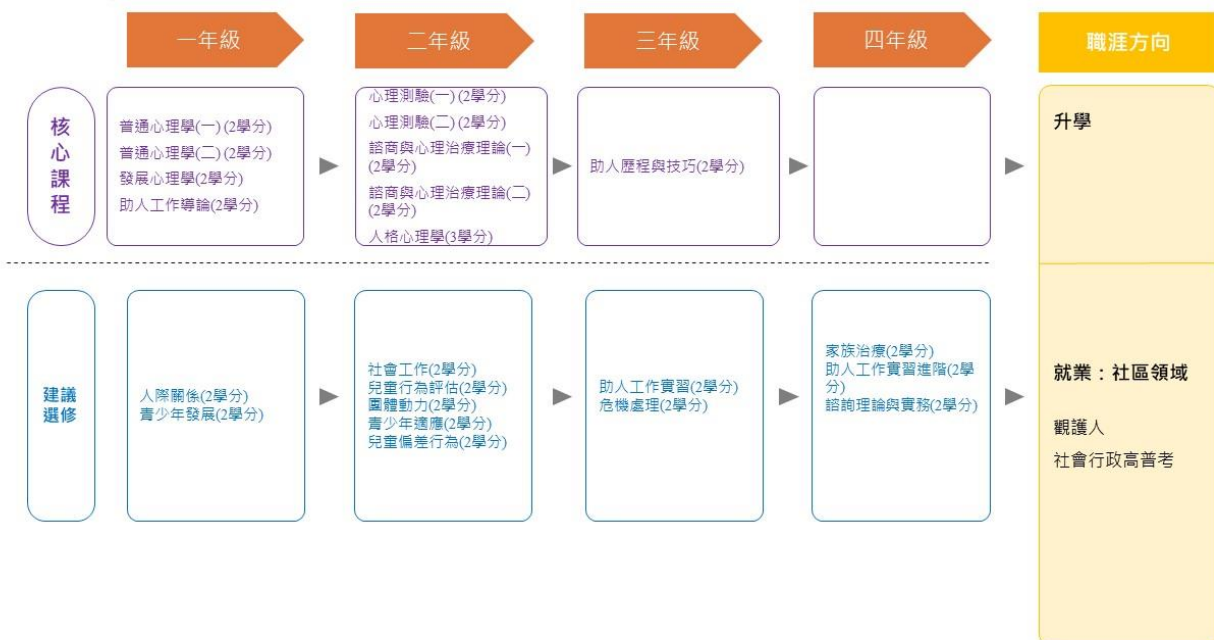 一年級
二年級
三年級
四年級
職涯方向
核
心
課
程
普通心理學(一) (2學分)
普通心理學(二) (2學分)
發展心理學(2學分)
助人工作導論(2學分)
心理測驗(一) (2學分)
心理測驗(二) (2學分)
諮商與心理治療理論(一)
(2學分)
諮商與心理治療理論(二)
(2學分)
人格心理學(3學分)
助人歷程與技巧(2學分)
升學
建議
選修
人際關係(2學分)
青少年發展(2學分)
社會工作(2學分)
兒童行為評估(2學分)
團體動力(2學分)
青少年適應(2學分)
兒童偏差行為(2學分)
助人工作實習(2學分)
危機處理(2學分)
家族治療(2學分)
助人工作實習進階(2學
分)
諮詢理論與實務(2學分)
就業：社區領域
觀護人
社會行政高普考